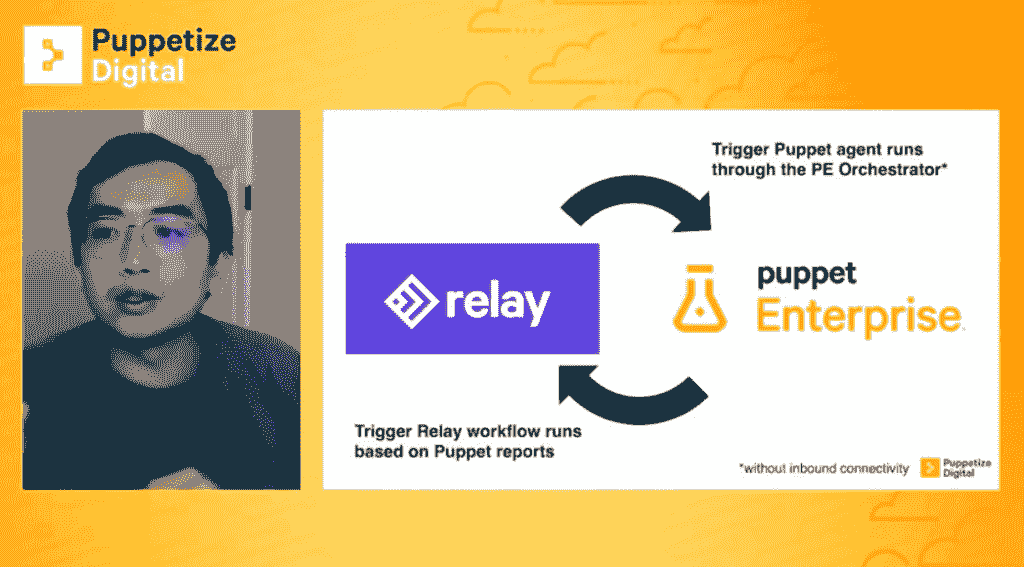 Puppetize
Digital
Trigger Puppet agent runs
through the PE Orchestrator*
relay
puppet
Enterprise
Trigger Relay workflow runs
based on Puppet reports
*without inbound connectivity
Puppetize
Digital